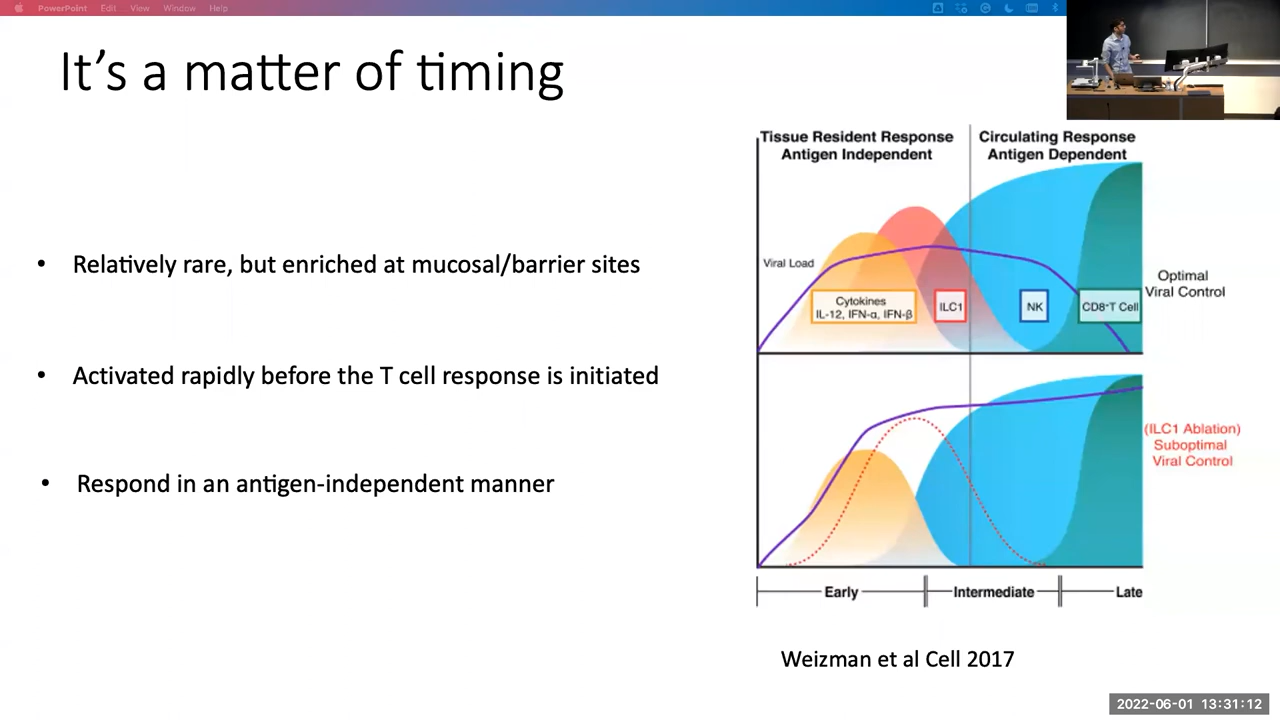 PowerPoint Edit View Window Help
It's a matter of timing
• Relatively rare, but enriched at mucosal/barrier sites
• Activated rapidly before the T cell response is initiated
• Respond in an antigen-independent manner
Tissue Resident Response
Antigen Independent
Circulating Response
Antigen Dependent
Viral Load
Cytokines
IL-12, IFN-α, IFN-β
ILC1
NK
CD8+T Cell
Optimal
Viral Control
(ILC1 Ablation)
Suboptimal
Viral Control
Early
Intermediate
Late
Weizman et al Cell 2017
2022-06-01 13:31:12